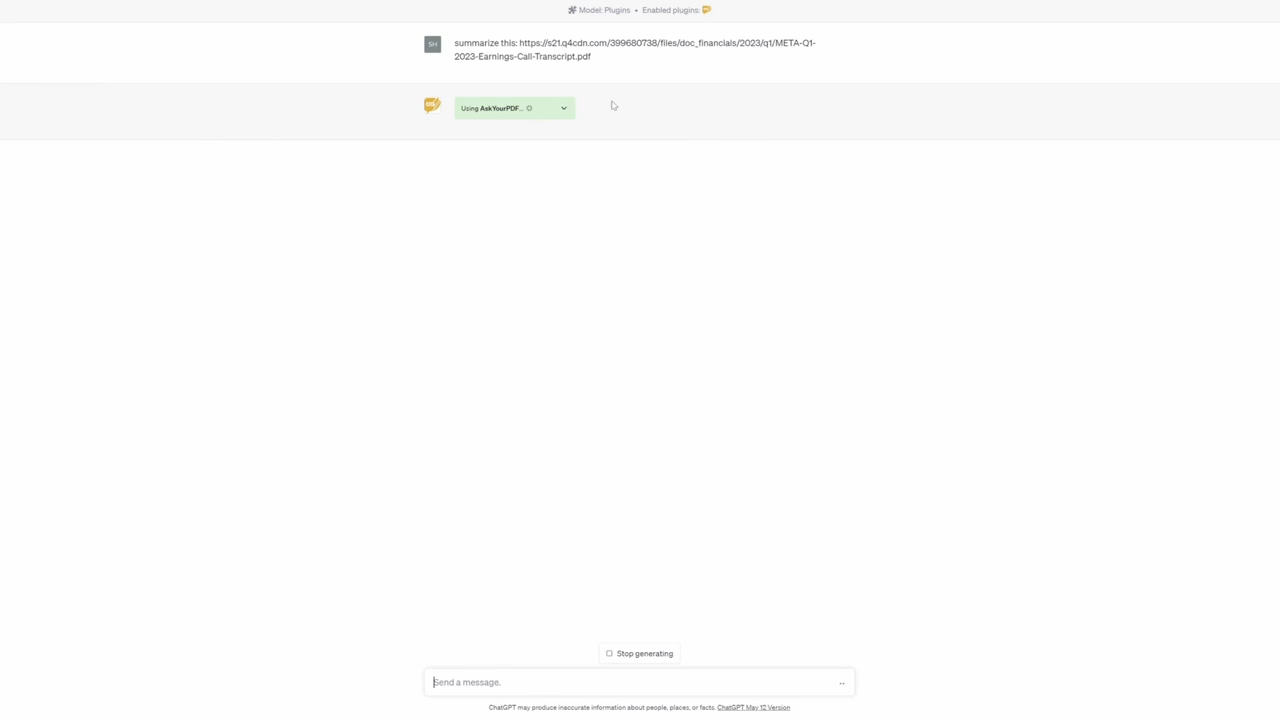 Model: Plugins • Enabled plugins:
SH
summarize this: https://s21.q4cdn.com/399680738/files/doc_financials/2023/q1/META-Q1-
2023-Earnings-Call-Transcript.pdf
Using AskYourPDF...
Stop generating
Send a message.
ChatGPT may produce inaccurate information about people, places, or facts. ChatGPT May 12 Version